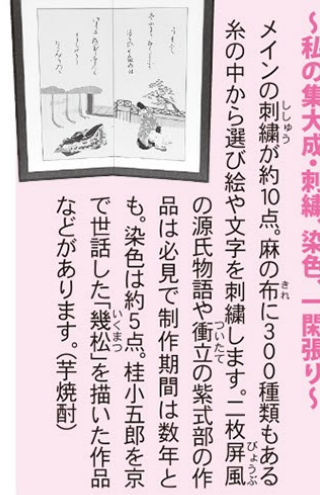 ～私の集大成・刺繍、染色、一閑張り～
メインの刺繍が約10点。麻の布に300種類もある
糸の中から選び絵や文字を刺繍します。二枚屏風
の源氏物語や衝立の紫式部の作
品は必見で制作期間は数年と
も。染色は約5点。桂小五郎を京
で世話した「幾松」を描いた作品
などがあります。（芋焼酎）